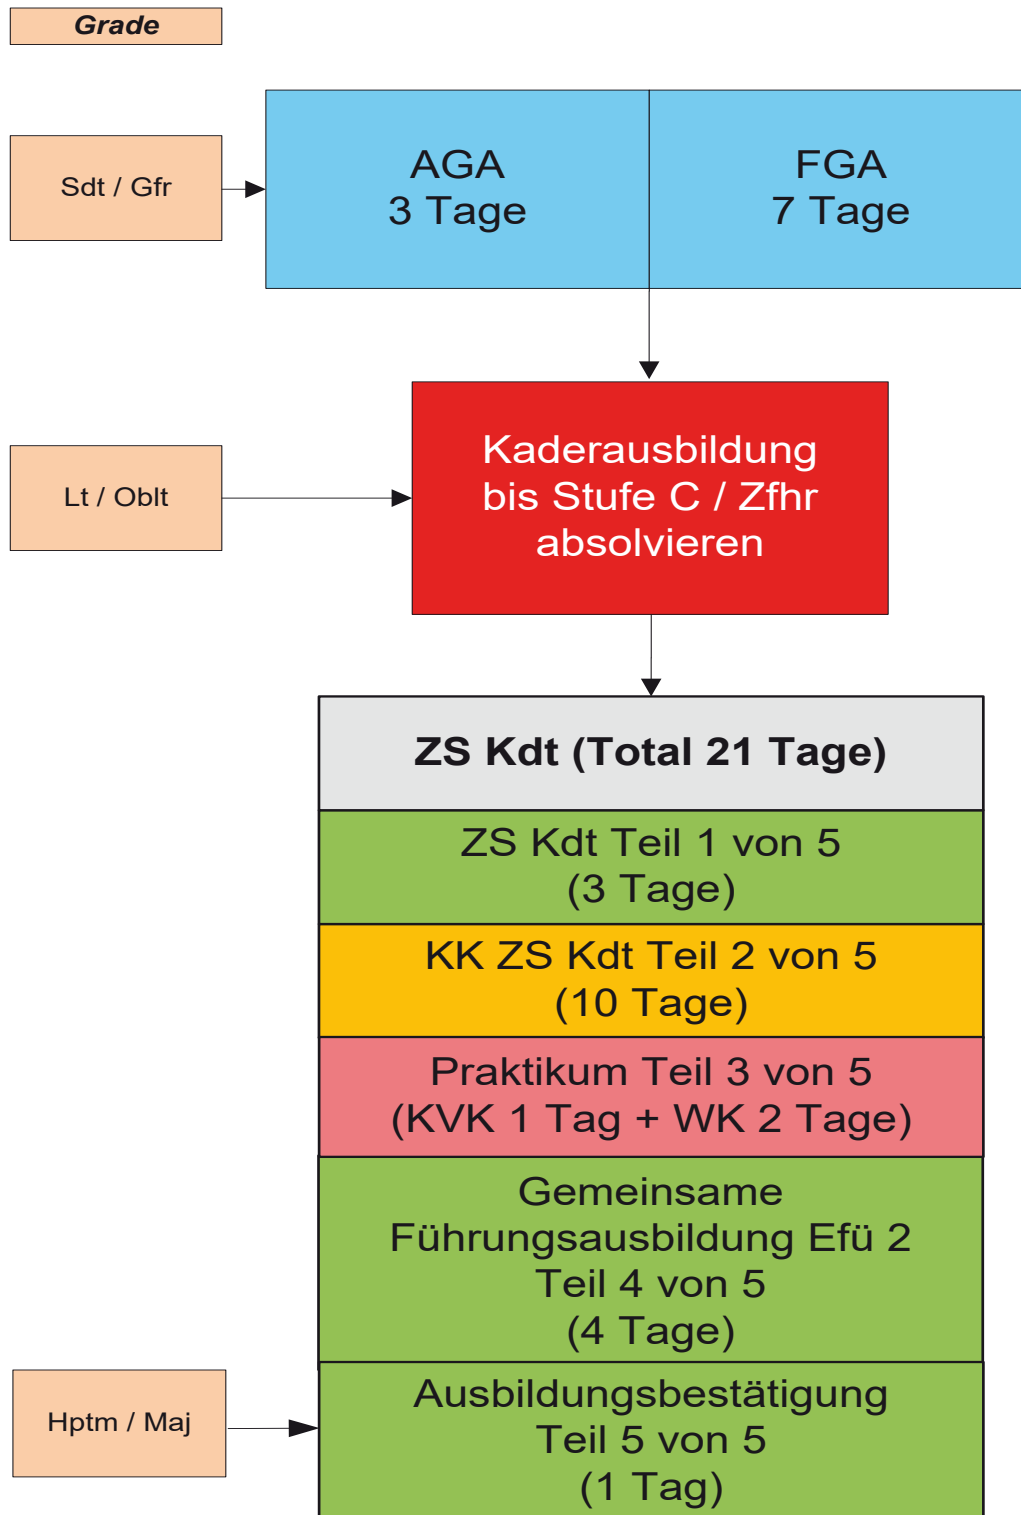 Grade
Sdt / Gfr
AGA
3 Tage
FGA
7 Tage
Lt / Oblt
Kaderausbildung
bis Stufe C / Zfhr
absolvieren
ZS Kdt (Total 21 Tage)
ZS Kdt Teil 1 von 5
(3 Tage)
KK ZS Kdt Teil 2 von 5
(10 Tage)
Praktikum Teil 3 von 5
(KVK 1 Tag + WK 2 Tage)
Gemeinsame
Führungsausbildung Efü 2
Teil 4 von 5
(4 Tage)
Hptm / Maj
Ausbildungsbestätigung
Teil 5 von 5
(1 Tag)